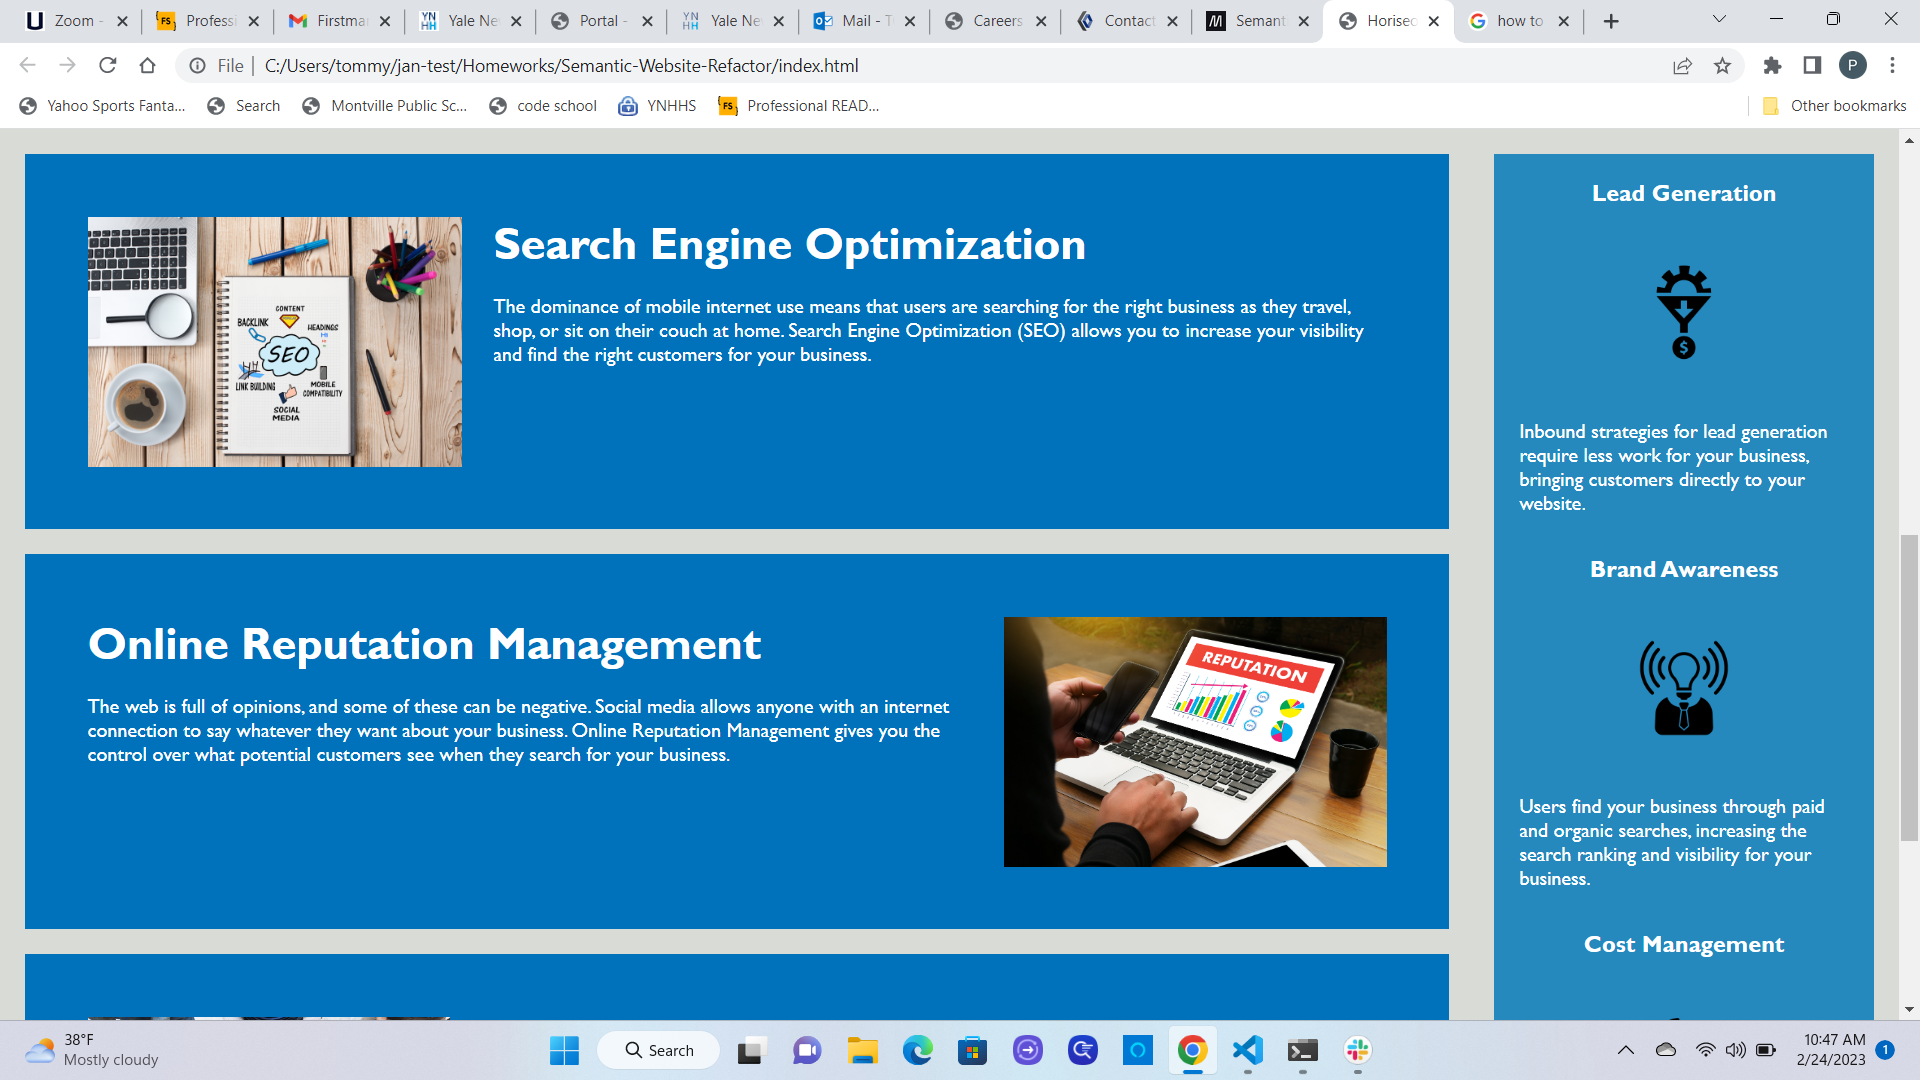 Zoom -
Professi
Firstmar
Yale Ne
Portal -
Yale Ne
Mail - T
Careers
Contact
Semant
Horiseo
how to
File
C:/Users/tommy/jan-test/Homeworks/Semantic-Website-Refactor/index.html
P
Yahoo Sports Fanta...
Search
Montville Public Sc...
code school
YNHHS
Professional READ...
Other bookmarks
Search Engine Optimization
The dominance of mobile internet use means that users are searching for the right business as they travel,
shop, or sit on their couch at home. Search Engine Optimization (SEO) allows you to increase your visibility
and find the right customers for your business.
CONTENT
BACKLINK
HEADINGS
SEO
LINK BUILDING
MOBILE
COMPATIBILITY
SOCIAL
MEDIA
Online Reputation Management
The web is full of opinions, and some of these can be negative. Social media allows anyone with an internet
connection to say whatever they want about your business. Online Reputation Management gives you the
control over what potential customers see when they search for your business.
REPUTATION
Lead Generation
Inbound strategies for lead generation
require less work for your business,
bringing customers directly to your
website.
Brand Awareness
Users find your business through paid
and organic searches, increasing the
search ranking and visibility for your
business.
Cost Management
38°F
Mostly cloudy
Search
10:47 AM
2/24/2023
1